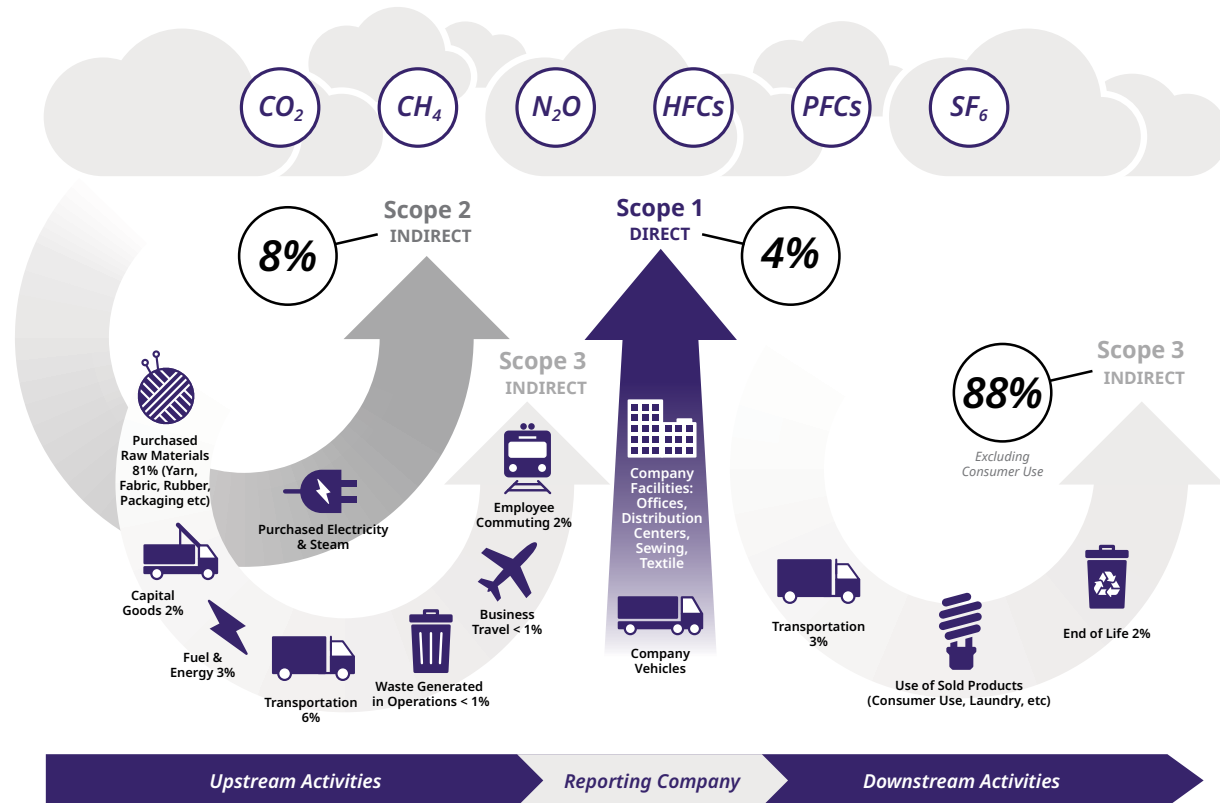 CO₂
CH₄
N₂O
HFCs
PFCs
SF₆
8%
Scope 2
INDIRECT
Scope 1
DIRECT
4%
Scope 3
INDIRECT
88%
Excluding
Consumer Use
Scope 3
INDIRECT
Purchased
Raw Materials
81% (Yarn,
Fabric, Rubber,
Packaging etc)
Purchased Electricity
& Steam
Capital
Goods 2%
Fuel &
Energy 3%
Transportation
6%
Waste Generated
in Operations < 1%
Business
Travel < 1%
Employee
Commuting 2%
Company
Facilities:
Offices,
Distribution
Centers,
Sewing,
Textile
Company
Vehicles
Transportation
3%
Use of Sold Products
(Consumer Use, Laundry, etc)
End of Life 2%
Upstream Activities
Reporting Company
Downstream Activities